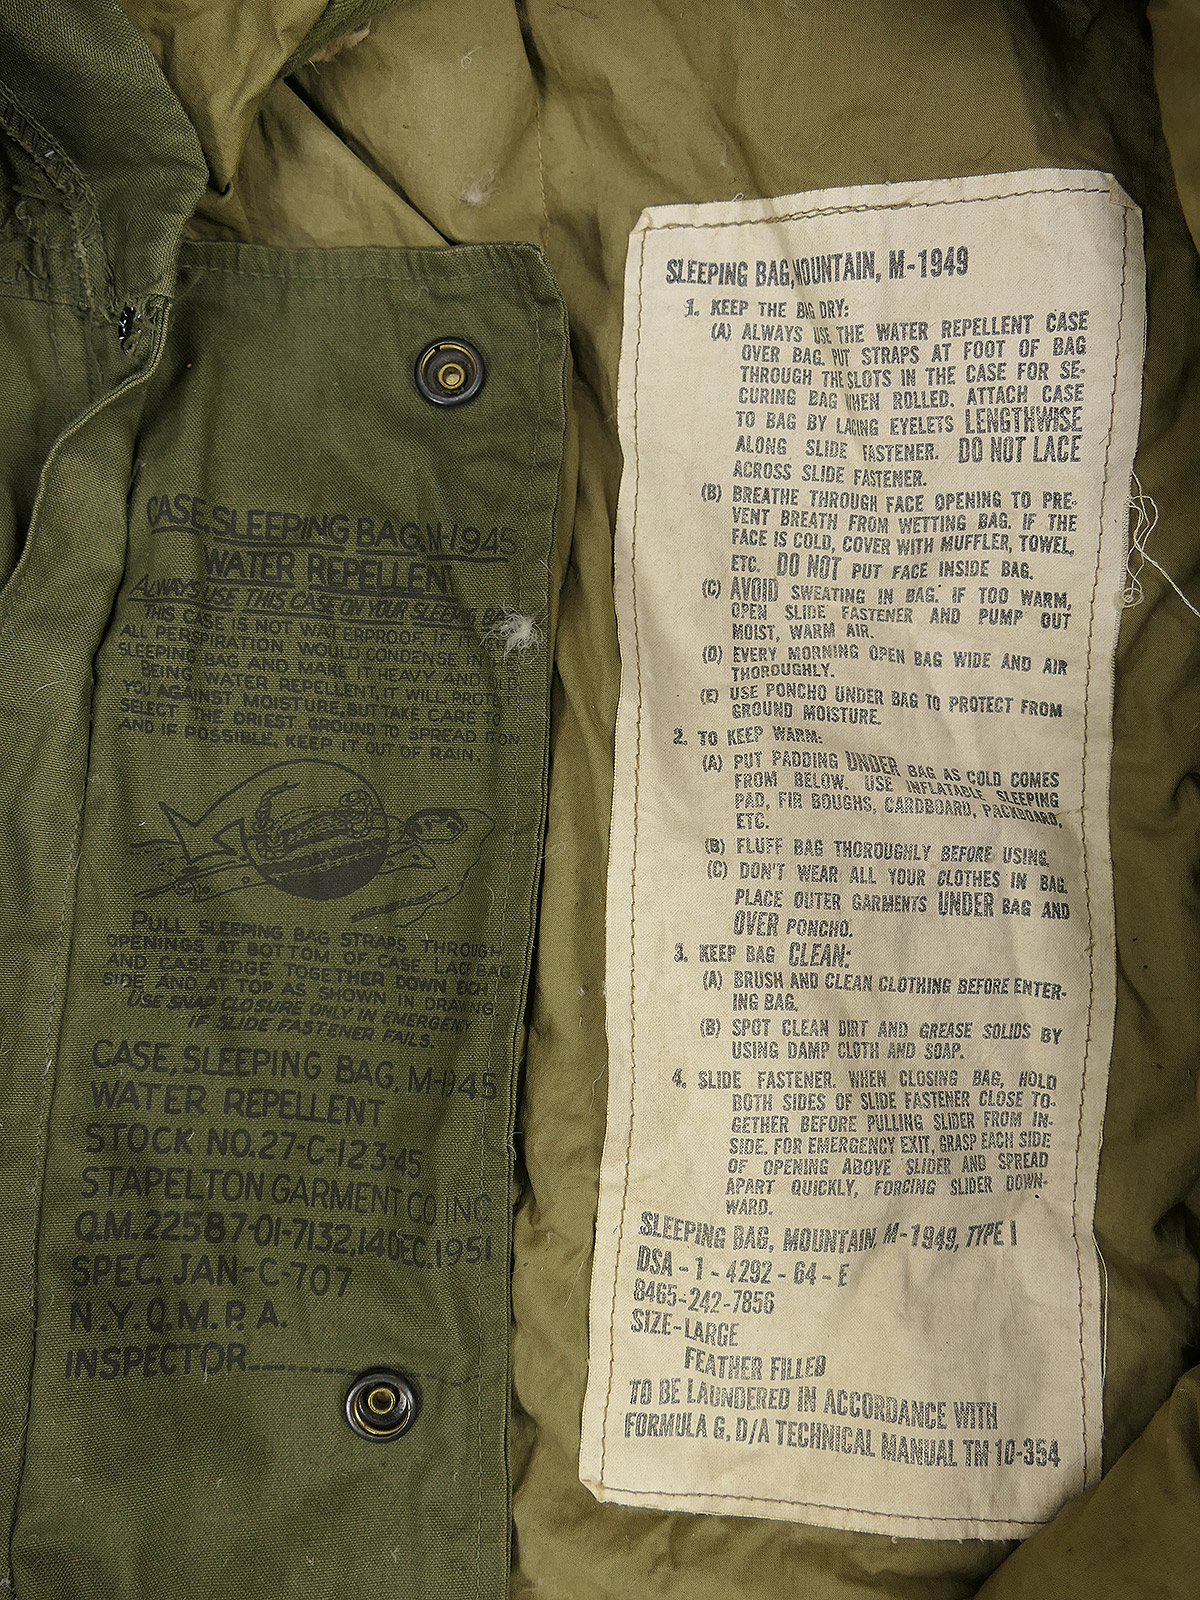 CASE, SLEEPING BAG, M-1945
WATER REPELLENT
ALWAYS USE THIS CASE ON YOUR SLEEPING
THIS CASE IS NOT WATERPROOF. IF IT
ALL PERSPIRATION WOULD CONDENSE IN
SLEEPING BAG AND MAKE HEAVY AND
BEING WATER REPELLENT, IT WILL PROTECT
YOU AGAINST MOISTURE, BUT TAKE CARE TO
SELECT THE DRIEST GROUND TO SPREAD IT ON
AND IF POSSIBLE, KEEP IT OUT OF RAIN.
PULL SLEEPING BAG STRAPS THROUGH
OPENINGS AT BOTTOM OF CASE. LACE BAG
AND CASE EDGE TOGETHER DOWN EACH
SIDE, AND AT TOP AS SHOWN IN DRAWING.
USE SNAP CLOSURE ONLY IN EMERGENCY
IF SLIDE FASTENER FAILS.
CASE, SLEEPING BAG, M-1945
WATER REPELLENT
STOCK NO. 27-C-123-45
STAPELTON GARMENT CO INC
Q.M. 22587-01-7132, 14 DEC. 1951
SPEC. JAN-C-707
N.Y. Q.M.P.A.
INSPECTOR
SLEEPING BAG, MOUNTAIN, M-1949
1. KEEP THE BAG DRY:
(A) ALWAYS USE THE WATER REPELLENT CASE
OVER BAG. PUT STRAPS AT FOOT OF BAG
THROUGH THE SLOTS IN THE CASE FOR SE-
CURING BAG WHEN ROLLED. ATTACH CASE
TO BAG BY LACING EYELETS LENGTHWISE
ALONG SLIDE FASTENER. DO NOT LACE
ACROSS SLIDE FASTENER.
(B) BREATHE THROUGH FACE OPENING TO PRE-
VENT BREATH FROM WETTING BAG. IF THE
FACE IS COLD, COVER WITH MUFFLER, TOWEL,
ETC. DO NOT PUT FACE INSIDE BAG.
(C) AVOID SWEATING IN BAG. IF TOO WARM,
OPEN SLIDE FASTENER AND PUMP OUT
MOIST, WARM AIR.
(D) EVERY MORNING OPEN BAG WIDE AND AIR
THOROUGHLY.
(E) USE PONCHO UNDER BAG TO PROTECT FROM
GROUND MOISTURE.
2. TO KEEP WARM:
(A) PUT PADDING UNDER BAG AS COLD COMES
FROM BELOW. USE INFLATABLE SLEEPING
PAD, FIR BOUGHS, CARDBOARD, PACKBOARD,
ETC.
(B) FLUFF BAG THOROUGHLY BEFORE USING.
(C) DON'T WEAR ALL YOUR CLOTHES IN BAG.
PLACE OUTER GARMENTS UNDER BAG AND
OVER PONCHO.
3. KEEP BAG CLEAN:
(A) BRUSH AND CLEAN CLOTHING BEFORE ENTER-
ING BAG.
(B) SPOT CLEAN DIRT AND GREASE SOLIDS BY
USING DAMP CLOTH AND SOAP.
4. SLIDE FASTENER. WHEN CLOSING BAG, HOLD
BOTH SIDES OF SLIDE FASTENER CLOSE TO-
GETHER BEFORE PULLING SLIDER FROM IN-
SIDE. FOR EMERGENCY EXIT, GRASP EACH SIDE
OF OPENING ABOVE SLIDER AND SPREAD
APART QUICKLY, FORCING SLIDER DOWN-
WARD.
SLEEPING BAG, MOUNTAIN, M-1949, TYPE I
DSA - 1 - 4292 - 64 - E
8465-242-7856
SIZE-LARGE
FEATHER FILLED
TO BE LAUNDERED IN ACCORDANCE WITH
FORMULA G, D/A TECHNICAL MANUAL TM 10-354